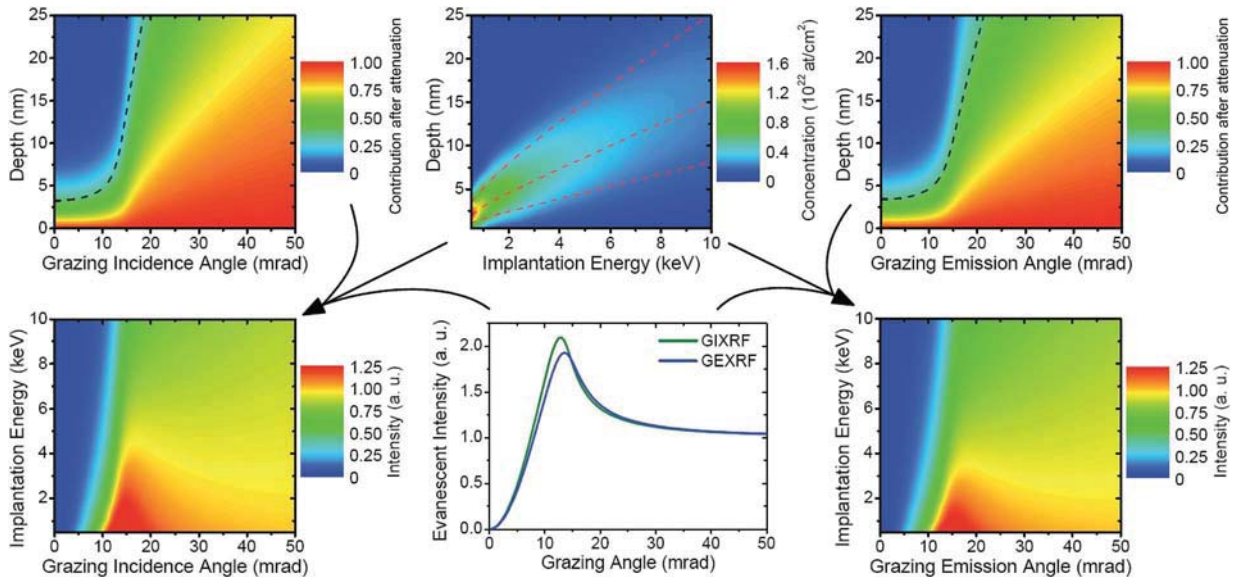 25
20
15
10
5
0
Depth (nm)
0 10 20 30 40 50
Grazing Incidence Angle (mrad)
1.00
0.75
0.50
0.25
0
Contribution after attenuation
25
20
15
10
5
Depth (nm)
2 4 6 8 10
Implantation Energy (keV)
1.6
1.2
0.8
0.4
0
Concentration (10²² at/cm²)
25
20
15
10
5
0
Depth (nm)
0 10 20 30 40 50
Grazing Emission Angle (mrad)
1.00
0.75
0.50
0.25
0
Contribution after attenuation
10
8
6
4
2
Implantation Energy (keV)
0 10 20 30 40 50
Grazing Incidence Angle (mrad)
1.25
1.00
0.75
0.50
0.25
0
Intensity (a. u.)
2.0
1.5
1.0
0.5
0.0
Evanescent Intensity (a. u.)
GIXRF
GEXRF
0 10 20 30 40 50
Grazing Angle (mrad)
10
8
6
4
2
Implantation Energy (keV)
0 10 20 30 40 50
Grazing Emission Angle (mrad)
1.25
1.00
0.75
0.50
0.25
0
Intensity (a. u.)